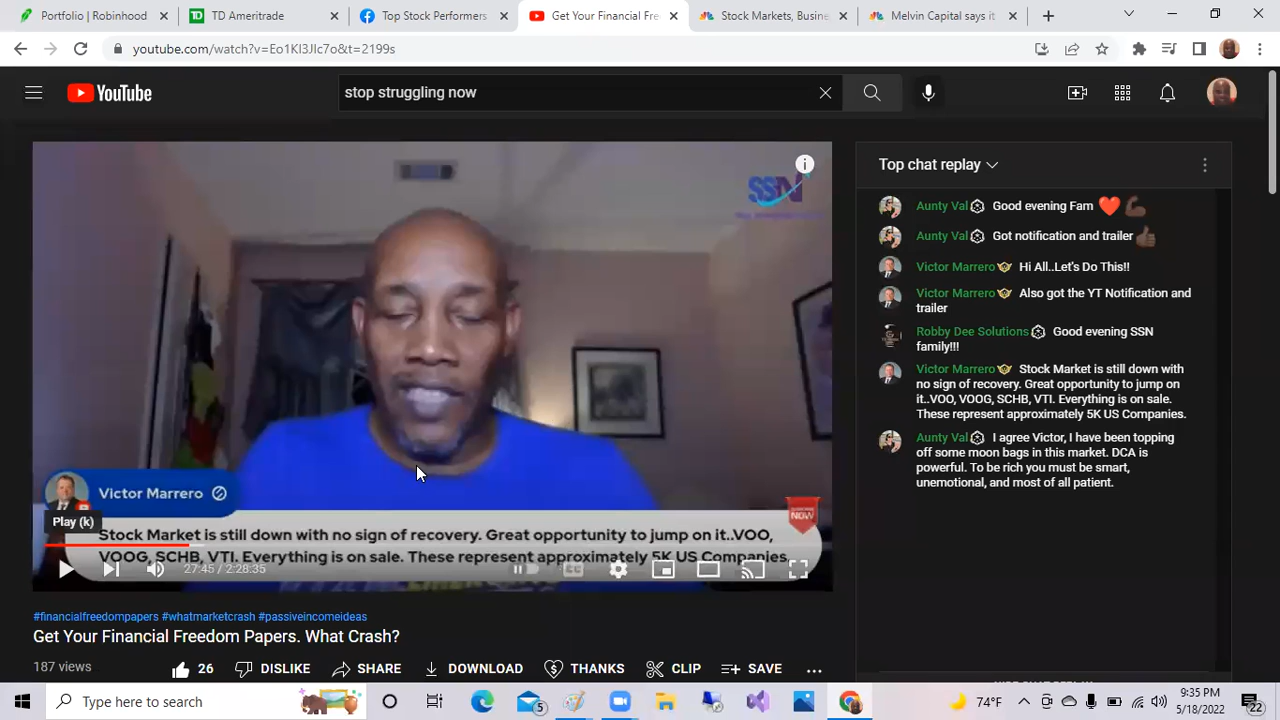 Portfolio | Robinhood
TD Ameritrade
Top Stock Performers
Get Your Financial Fre
Stock Markets, Busine
Melvin Capital says it
youtube.com/watch?v=Eo1Kl3Jlc7o&t=2199s
YouTube
stop struggling now
SSN
Top chat replay
Aunty Val Good evening Fam
Aunty Val Got notification and trailer
Victor Marrero Hi All..Let's Do This!!
Victor Marrero Also got the YT Notification and
trailer
Robby Dee Solutions Good evening SSN
family!!!
Victor Marrero Stock Market is still down with
no sign of recovery. Great opportunity to jump on
it..VOO, VOOG, SCHB, VTI. Everything is on sale.
These represent approximately 5K US Companies.
Aunty Val I agree Victor, I have been topping
off some moon bags in this market. DCA is
powerful. To be rich you must be smart,
unemotional, and most of all patient.
Victor Marrero
NOW
Play (k)
Stock Market is still down with no sign of recovery. Great opportunity to jump on it..VOO,
VOOG, SCHB, VTI. Everything is on sale. These represent approximately 5K US Companies.
27:45 / 2:28:35
#financialfreedompapers #whatmarketcrash #passiveincomeideas
Get Your Financial Freedom Papers. What Crash?
187 views
26
DISLIKE
SHARE
DOWNLOAD
THANKS
CLIP
SAVE
Type here to search
5
74°F
9:35 PM
5/18/2022
22